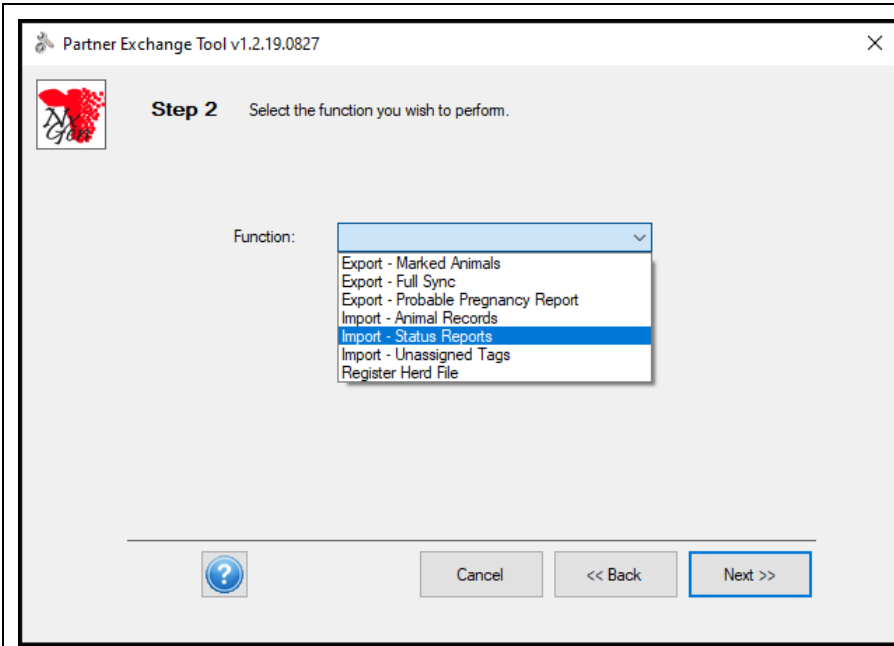 Partner Exchange Tool v1.2.19.0827
Nx
Gen
Step 2 Select the function you wish to perform.
Function:
Export - Marked Animals
Export - Full Sync
Export - Probable Pregnancy Report
Import - Animal Records
Import - Status Reports
Import - Unassigned Tags
Register Herd File
? Cancel << Back Next >>